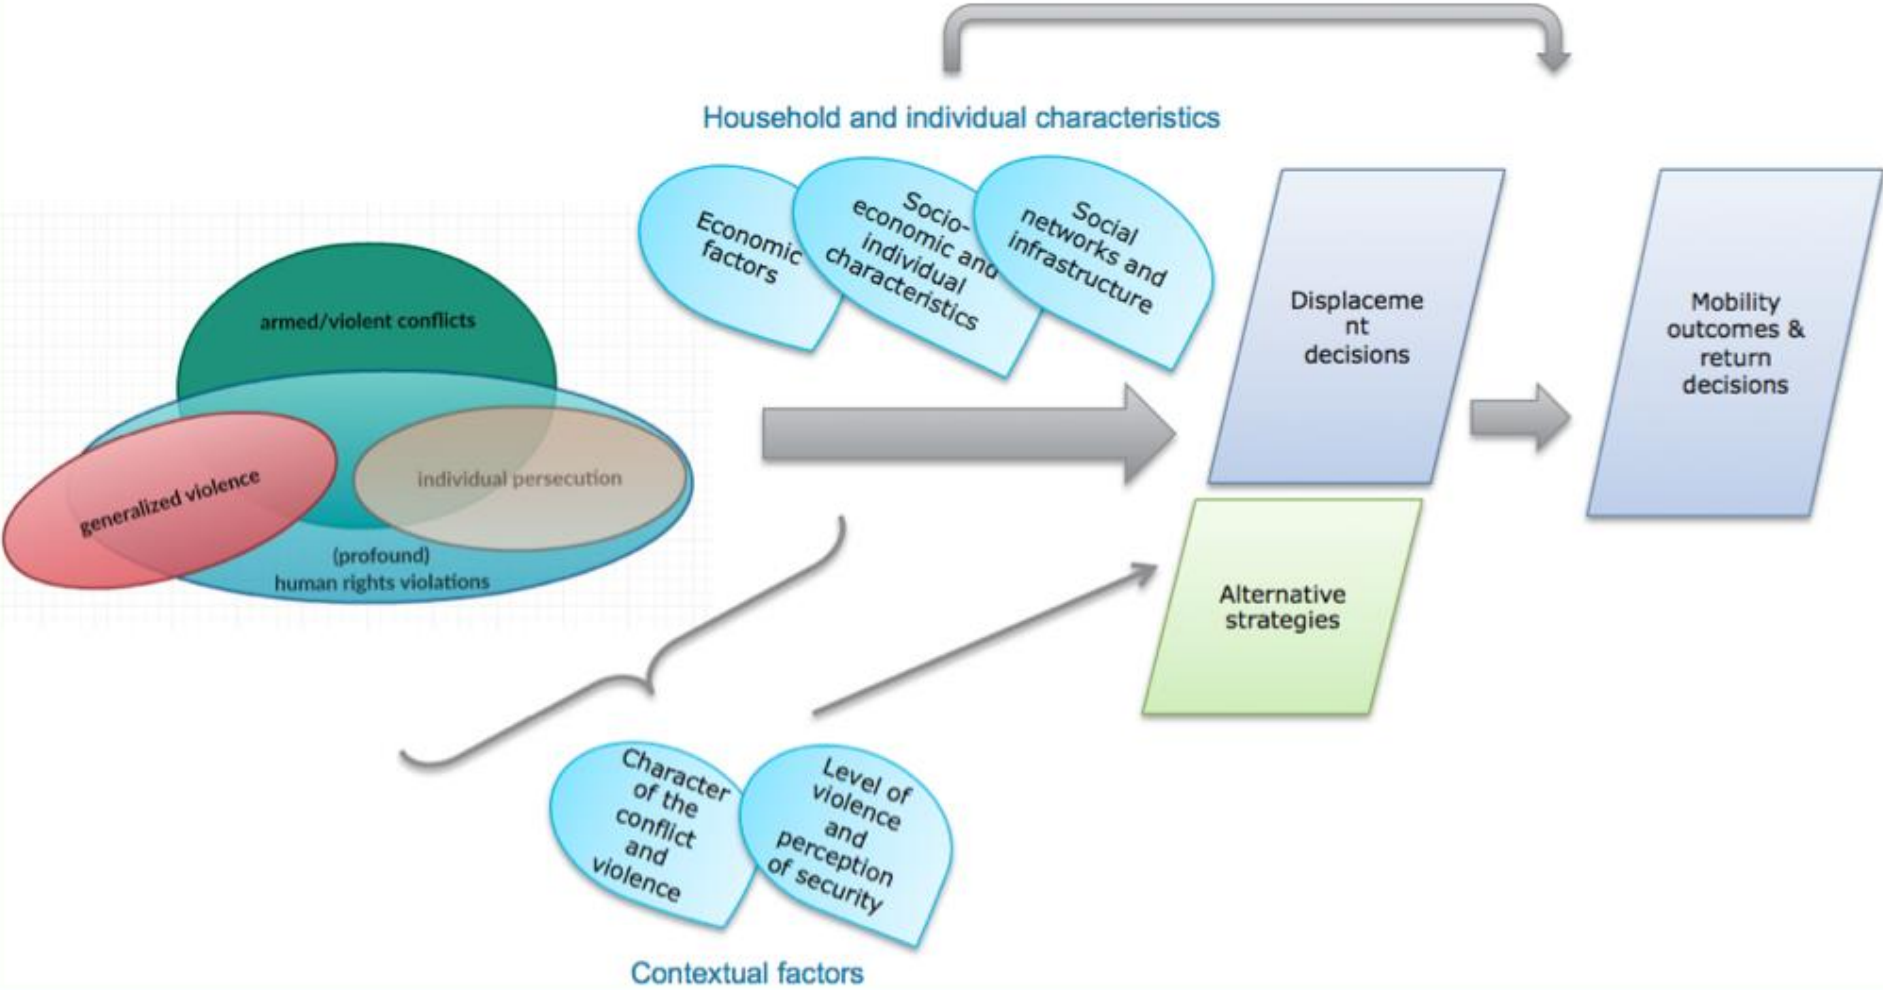 Household and individual characteristics
Economic
factors
Socio-
economic and
individual
characteristics
Social
networks and
infrastructure
armed/violent conflicts
generalized violence
individual persecution
(profound)
human rights violations
Displaceme
nt
decisions
Mobility
outcomes &
return
decisions
Alternative
strategies
Character
of the
conflict
and
violence
Level of
violence
and
perception
of security
Contextual factors